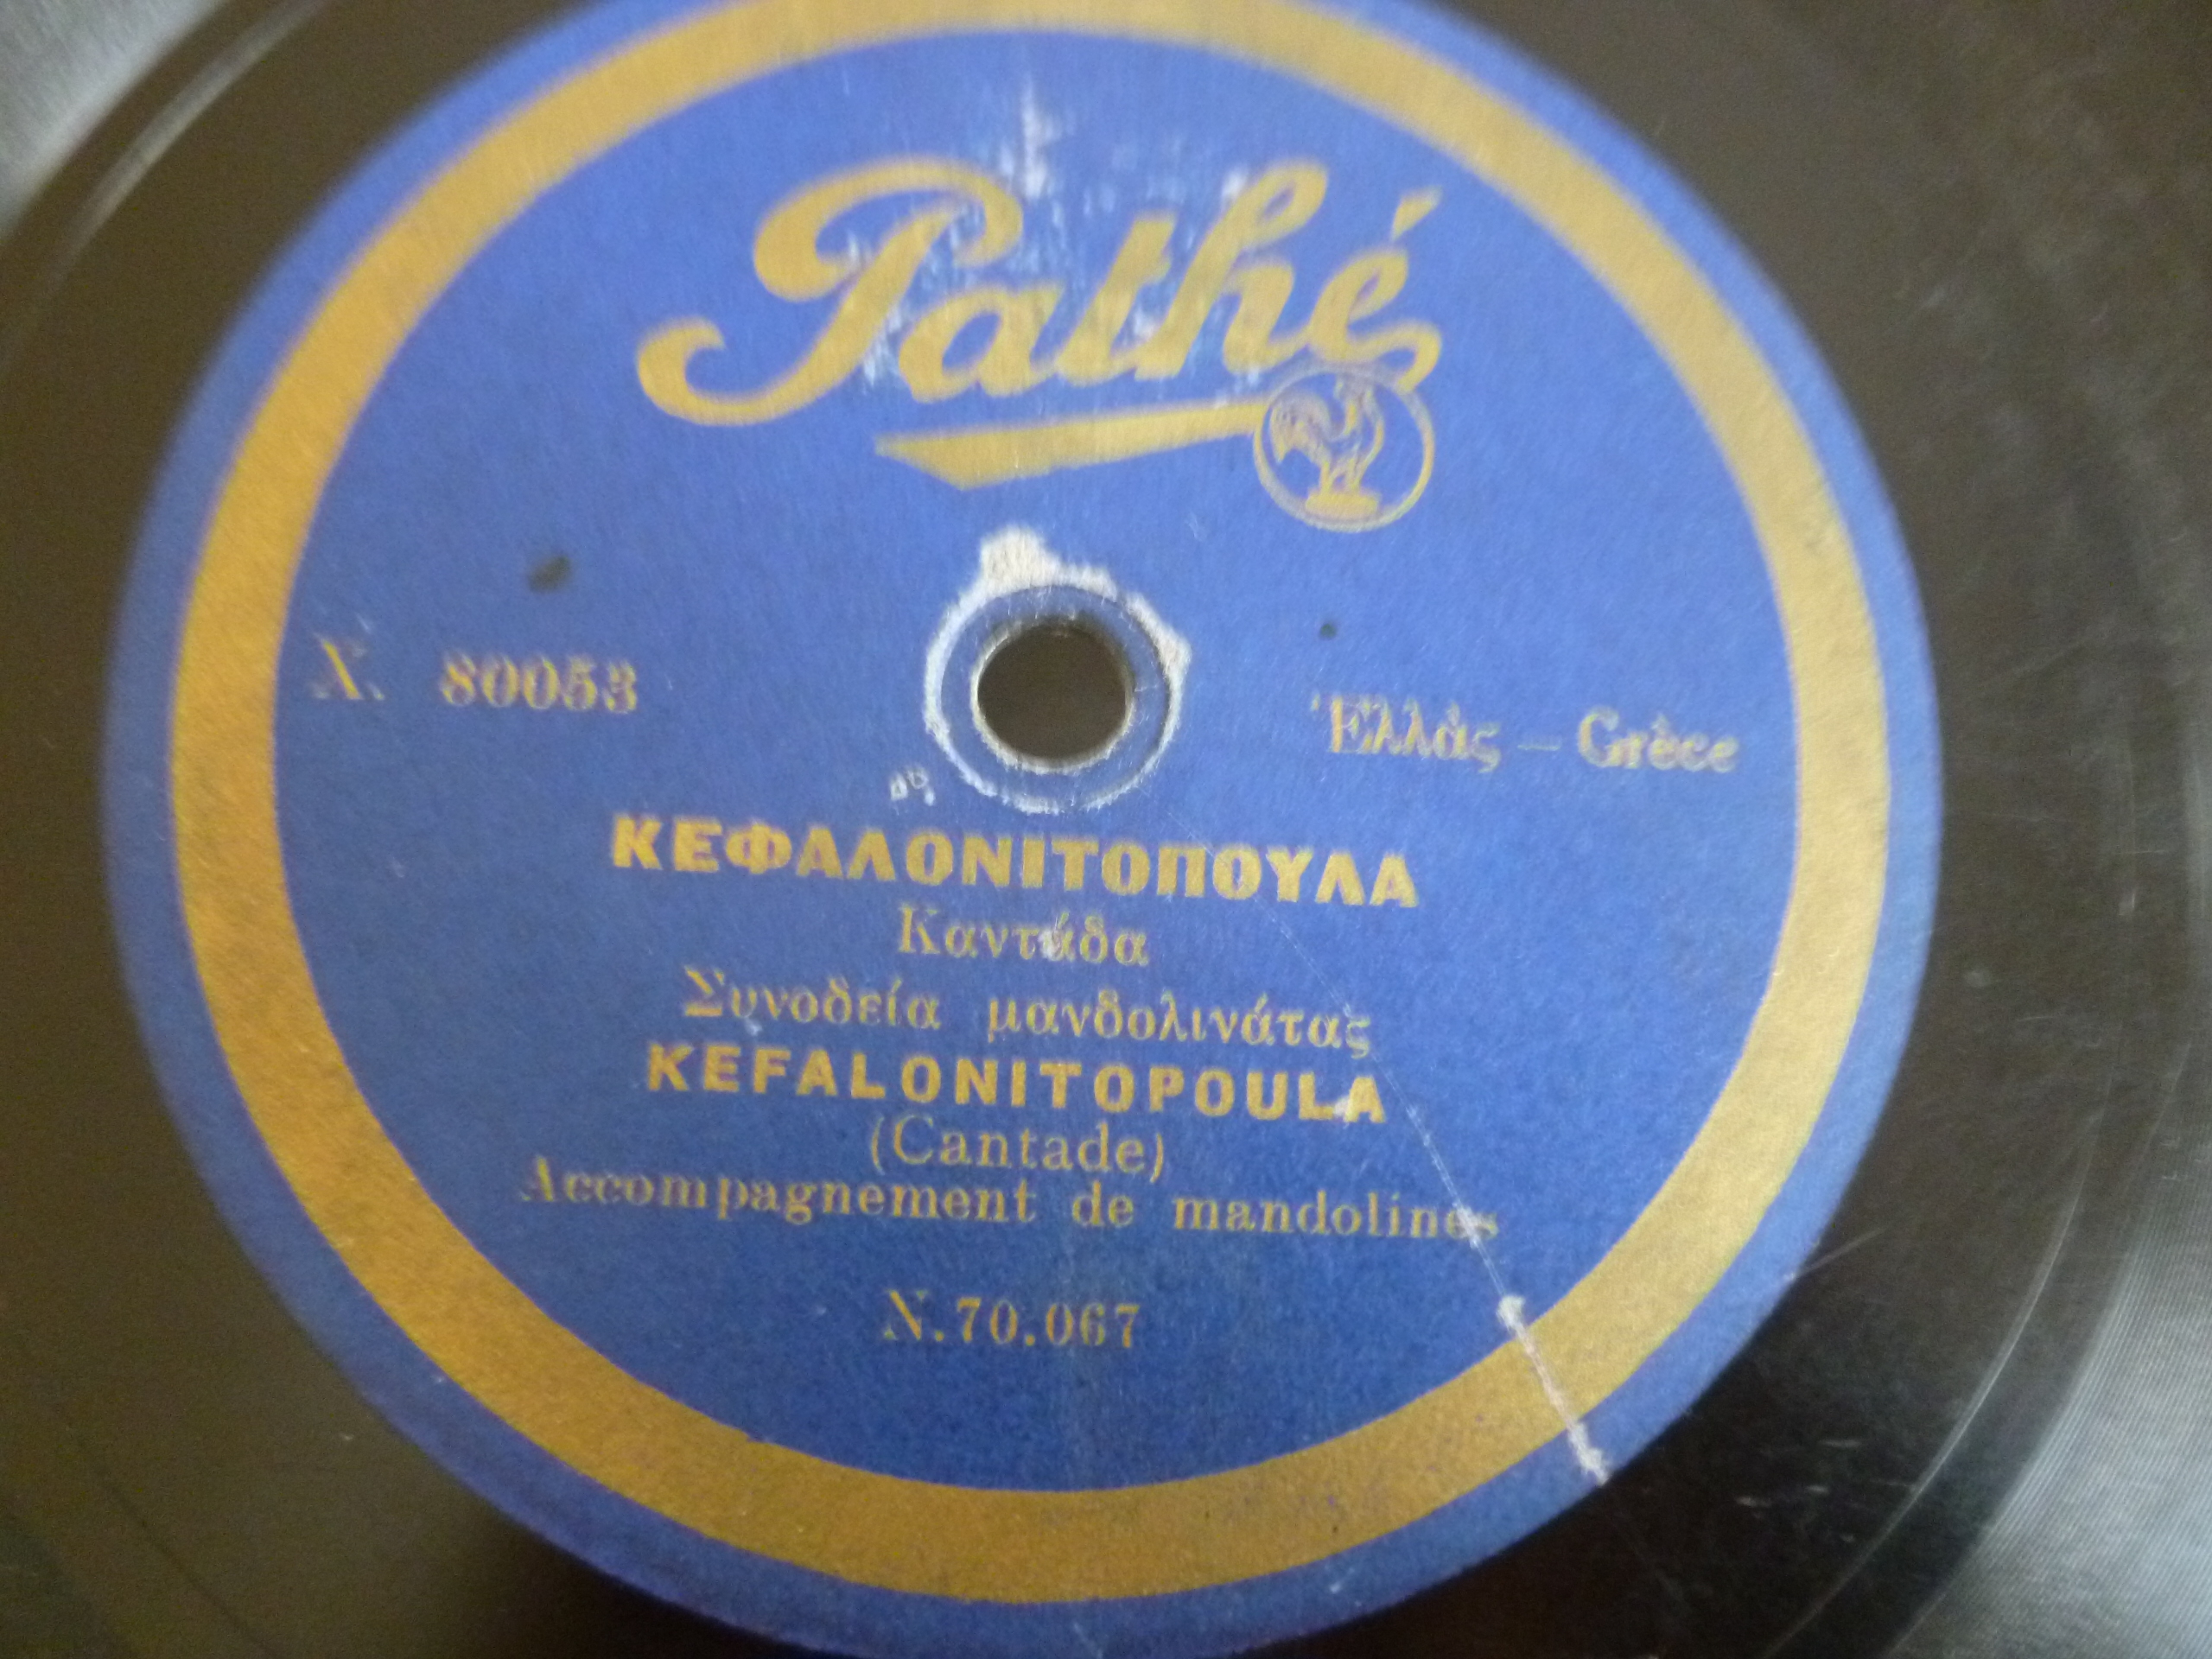 Pathé
X. 80053
Ἑλλὰς – Grèce
ΚΕΦΑΛΟΝΙΤΟΠΟΥΛΑ
Καντάδα
Συνοδεία μανδολινάτας
KEFALONITOPOULA
(Cantade)
Accompagnement de mandolines
N.70.067